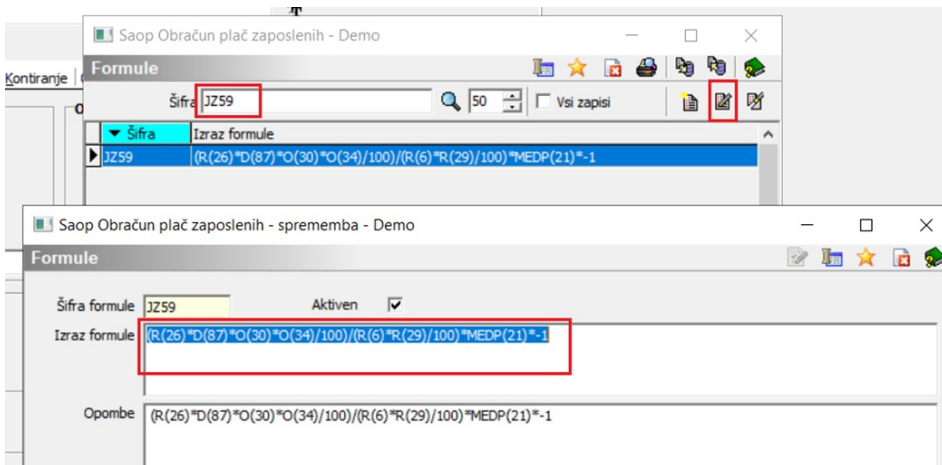 Saop Obračun plač zaposlenih - Demo
Kontiranje
Formule
Šifra JZ59 50 Vsi zapisi
Šifra Izraz formule
JZ59 (R(26)*D(87)*O(30)*O(34)/100)/(R(6)*R(29)/100)*MEDP(21)*-1
Saop Obračun plač zaposlenih - sprememba - Demo
Formule
Šifra formule JZ59 Aktiven
Izraz formule (R(26)*D(87)*O(30)*O(34)/100)/(R(6)*R(29)/100)*MEDP(21)*-1
Opombe (R(26)*D(87)*O(30)*O(34)/100)/(R(6)*R(29)/100)*MEDP(21)*-1